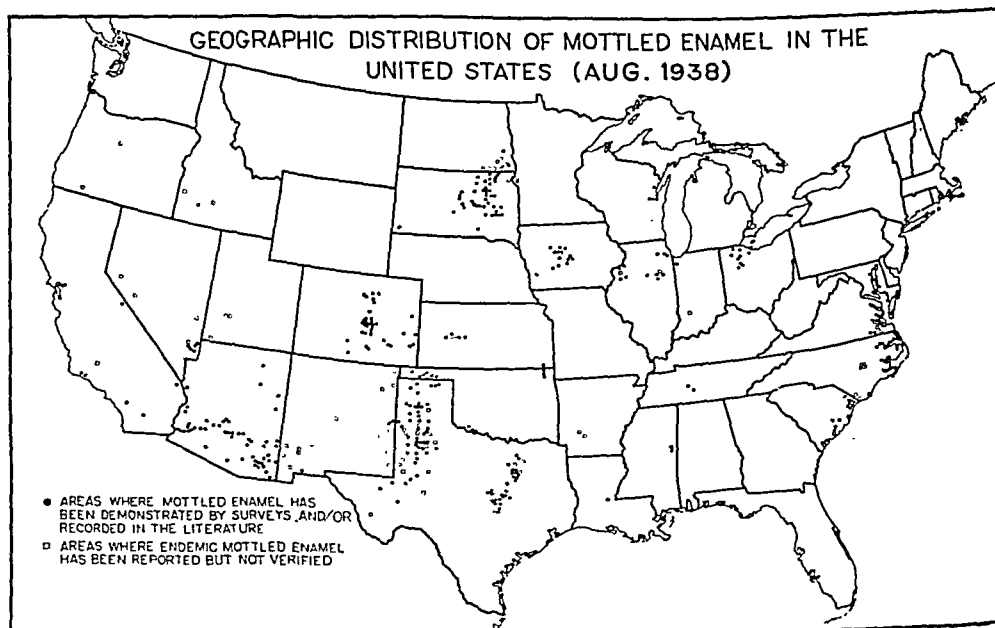 GEOGRAPHIC DISTRIBUTION OF MOTTLED ENAMEL IN THE
UNITED STATES (AUG. 1938)
• AREAS WHERE MOTTLED ENAMEL HAS
BEEN DEMONSTRATED BY SURVEYS AND/OR
RECORDED IN THE LITERATURE
□ AREAS WHERE ENDEMIC MOTTLED ENAMEL
HAS BEEN REPORTED BUT NOT VERIFIED